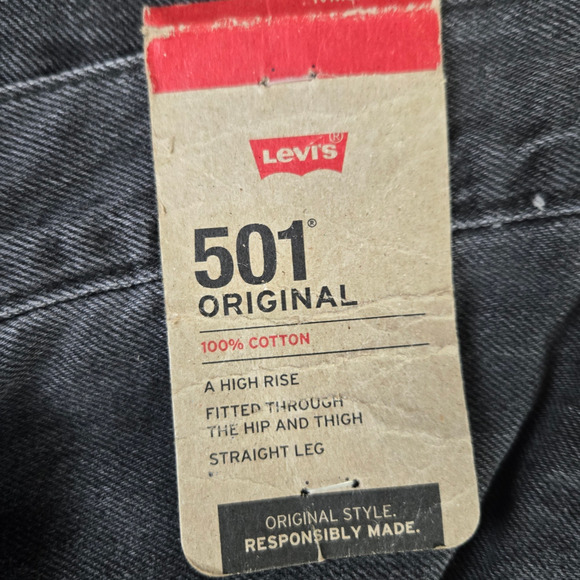 Levi's®
501®
ORIGINAL
100% COTTON
A HIGH RISE
FITTED THROUGH
THE HIP AND THIGH
STRAIGHT LEG
ORIGINAL STYLE.
RESPONSIBLY MADE.